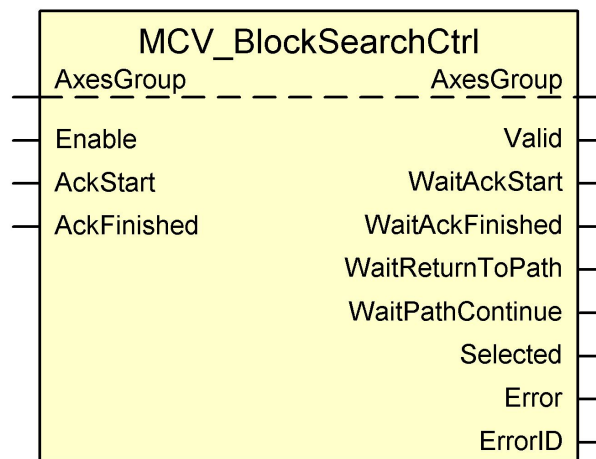 MCV_BlockSearchCtrl
AxesGroup AxesGroup
Enable Valid
AckStart WaitAckStart
AckFinished WaitAckFinished
WaitReturnToPath
WaitPathContinue
Selected
Error
ErrorID